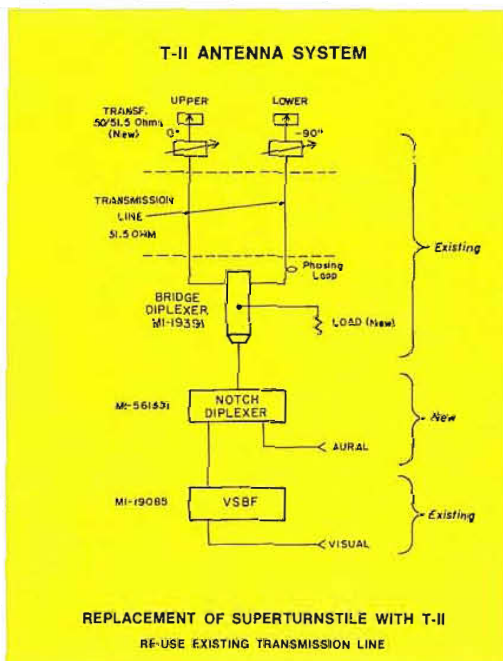 T-II ANTENNA SYSTEM
UPPER
LOWER
TRANSF.
50/51.5 Ohms
(New)
0°
-90°
TRANSMISSION
LINE
51.5 OHM
Existing
Phasing
Loop
BRIDGE
DIPLEXER
MI-19391
LOAD (New)
NOTCH
DIPLEXER
New
AURAL
MI-19085
VSBF
Existing
VISUAL
REPLACEMENT OF SUPERTURNSTILE WITH T-II
RE-USE EXISTING TRANSMISSION LINE